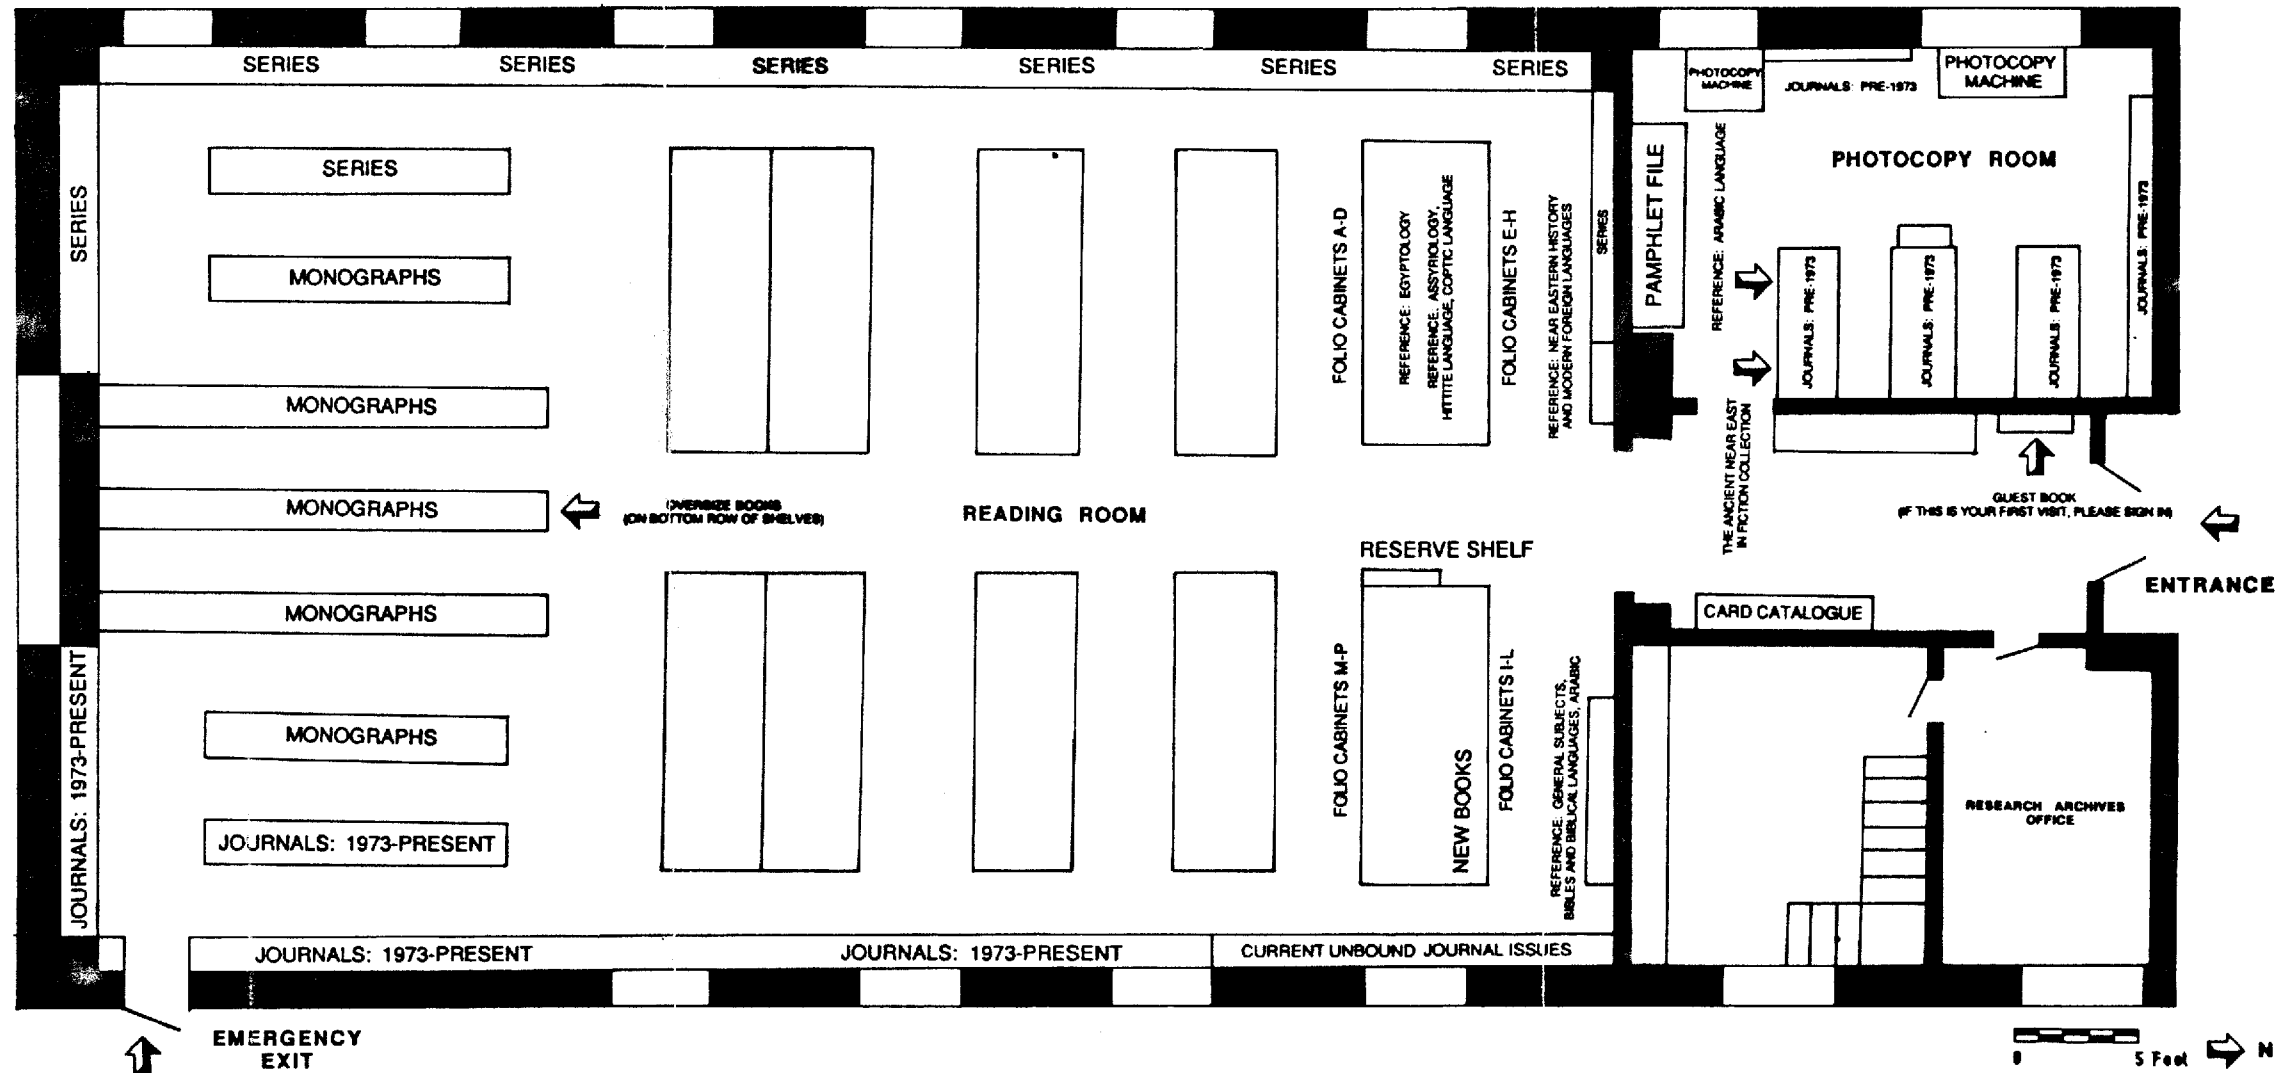 SERIES
SERIES
SERIES
SERIES
SERIES
SERIES
PHOTOCOPY
MACHINE
JOURNALS: PRE-1973
PHOTOCOPY
MACHINE
SERIES
SERIES
MONOGRAPHS
MONOGRAPHS
MONOGRAPHS
MONOGRAPHS
MONOGRAPHS
JOURNALS: 1973-PRESENT
JOURNALS: 1973-PRESENT
OVERSIZE BOOKS
(ON BOTTOM ROW OF SHELVES)
READING ROOM
FOLIO CABINETS A-D
REFERENCE: EGYPTOLOGY
REFERENCE: ASSYRIOLOGY,
HITTITE LANGUAGE, COPTIC LANGUAGE
FOLIO CABINETS E-H
REFERENCE: NEAR EASTERN HISTORY
AND MODERN FOREIGN LANGUAGES
SERIES
RESERVE SHELF
FOLIO CABINETS M-P
NEW BOOKS
FOLIO CABINETS I-L
REFERENCE: GENERAL SUBJECTS,
BIBLES AND BIBLICAL LANGUAGES, ARABIC
PAMPHLET FILE
REFERENCE: ARABIC LANGUAGE
PHOTOCOPY ROOM
JOURNALS: PRE-1973
JOURNALS: PRE-1973
JOURNALS: PRE-1973
JOURNALS: PRE-1973
THE ANCIENT NEAR EAST
IN FICTION COLLECTION
GUEST BOOK
(IF THIS IS YOUR FIRST VISIT, PLEASE SIGN IN)
ENTRANCE
CARD CATALOGUE
RESEARCH ARCHIVES
OFFICE
JOURNALS: 1973-PRESENT
JOURNALS: 1973-PRESENT
CURRENT UNBOUND JOURNAL ISSUES
EMERGENCY
EXIT
0 5 Feet N